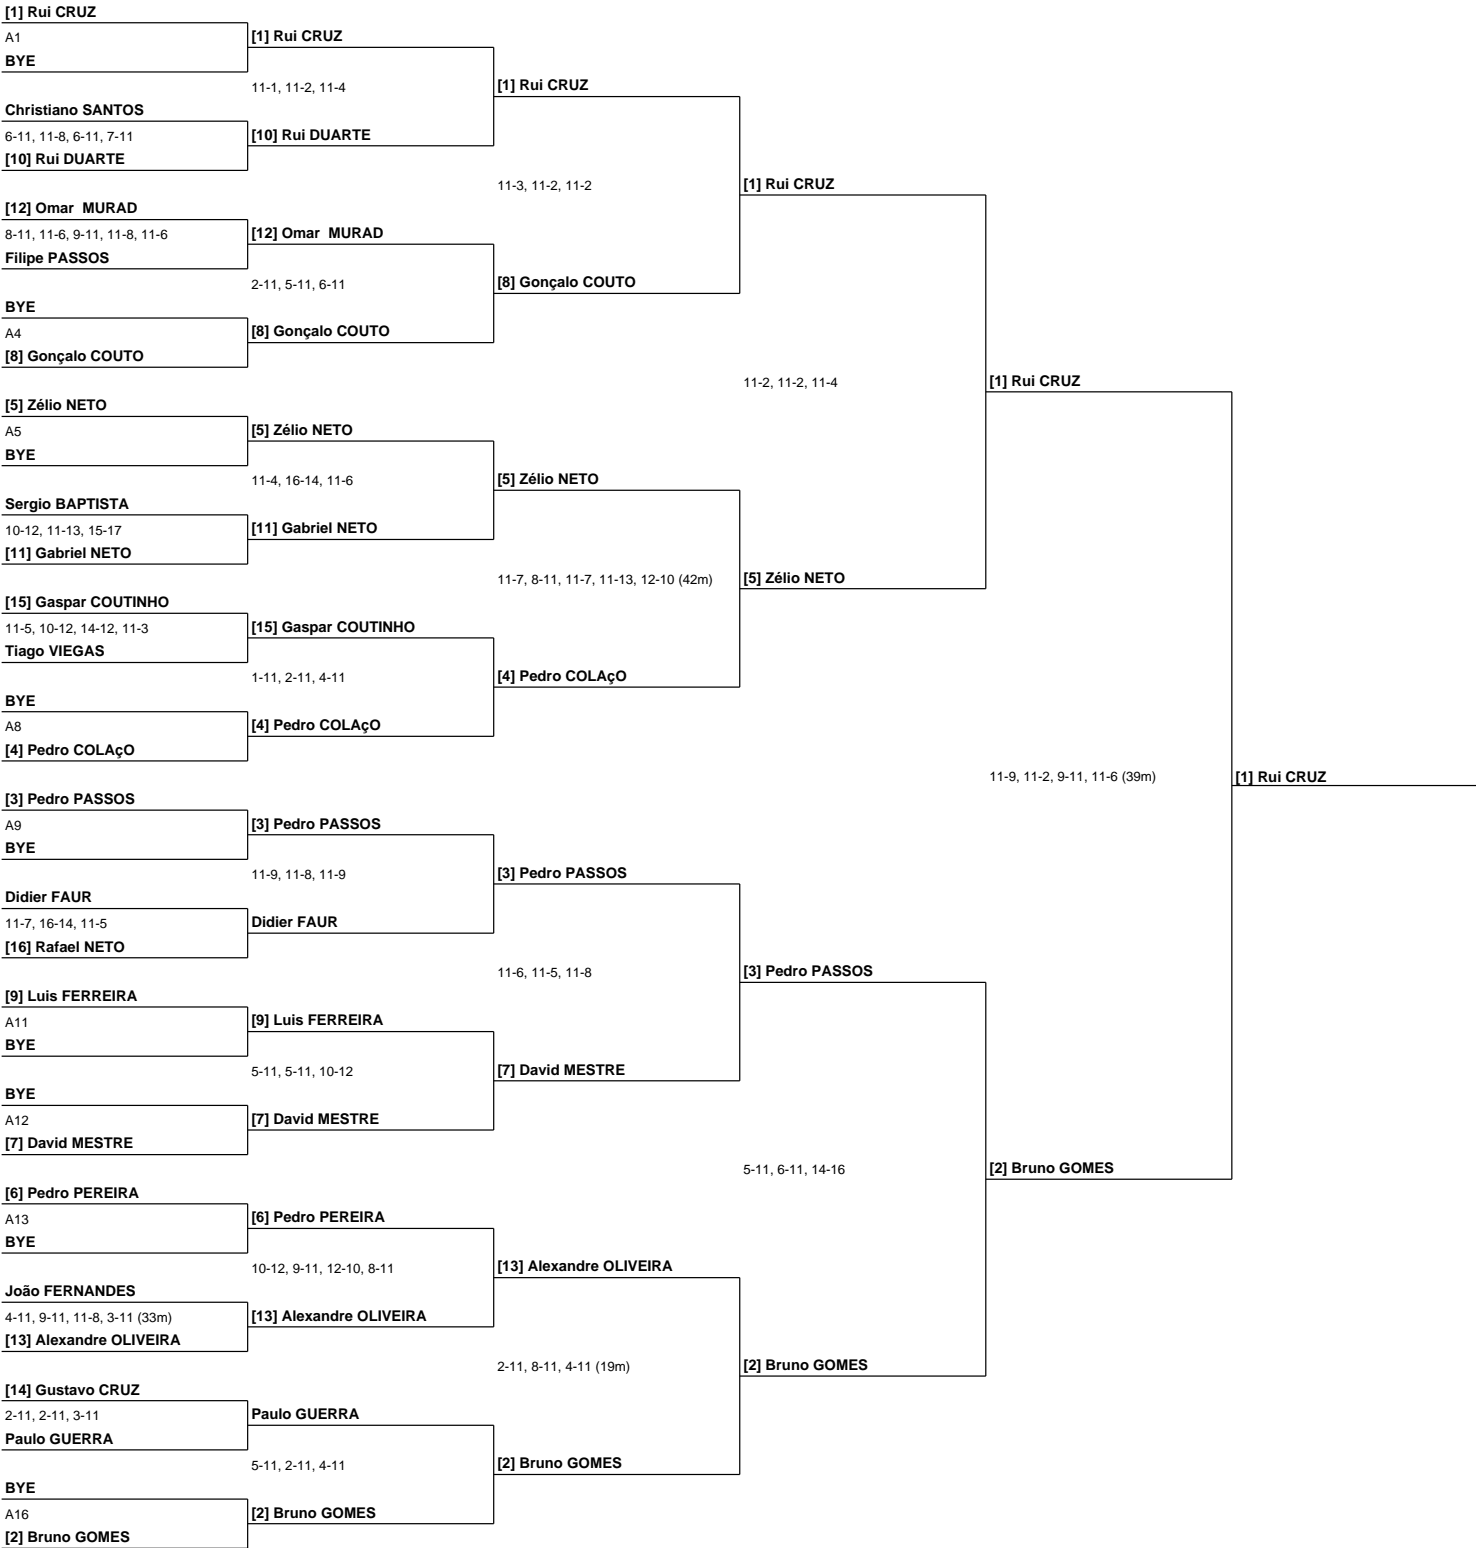 [1] Rui CRUZ
A1
BYE
Christiano SANTOS
6-11, 11-8, 6-11, 7-11
[10] Rui DUARTE
[12] Omar  MURAD
8-11, 11-6, 9-11, 11-8, 11-6
Filipe PASSOS
BYE
A4
[8] Gonçalo COUTO
[5] Zélio NETO
A5
BYE
Sergio BAPTISTA
10-12, 11-13, 15-17
[11] Gabriel NETO
[15] Gaspar COUTINHO
11-5, 10-12, 14-12, 11-3
Tiago VIEGAS
BYE
A8
[4] Pedro COLAçO
[3] Pedro PASSOS
A9
BYE
Didier FAUR
11-7, 16-14, 11-5
[16] Rafael NETO
[9] Luis FERREIRA
A11
BYE
BYE
A12
[7] David MESTRE
[6] Pedro PEREIRA
A13
BYE
João FERNANDES
4-11, 9-11, 11-8, 3-11 (33m)
[13] Alexandre OLIVEIRA
[14] Gustavo CRUZ
2-11, 2-11, 3-11
Paulo GUERRA
BYE
A16
[2] Bruno GOMES
[1] Rui CRUZ
11-1, 11-2, 11-4
[10] Rui DUARTE
[12] Omar  MURAD
2-11, 5-11, 6-11
[8] Gonçalo COUTO
[5] Zélio NETO
11-4, 16-14, 11-6
[11] Gabriel NETO
[15] Gaspar COUTINHO
1-11, 2-11, 4-11
[4] Pedro COLAçO
[3] Pedro PASSOS
11-9, 11-8, 11-9
Didier FAUR
[9] Luis FERREIRA
5-11, 5-11, 10-12
[7] David MESTRE
[6] Pedro PEREIRA
10-12, 9-11, 12-10, 8-11
[13] Alexandre OLIVEIRA
Paulo GUERRA
5-11, 2-11, 4-11
[2] Bruno GOMES
[1] Rui CRUZ
11-3, 11-2, 11-2
[8] Gonçalo COUTO
[5] Zélio NETO
11-7, 8-11, 11-7, 11-13, 12-10 (42m)
[4] Pedro COLAçO
[3] Pedro PASSOS
11-6, 11-5, 11-8
[7] David MESTRE
[13] Alexandre OLIVEIRA
2-11, 8-11, 4-11 (19m)
[2] Bruno GOMES
[1] Rui CRUZ
11-2, 11-2, 11-4
[5] Zélio NETO
[3] Pedro PASSOS
5-11, 6-11, 14-16
[2] Bruno GOMES
[1] Rui CRUZ
11-9, 11-2, 9-11, 11-6 (39m)
[2] Bruno GOMES
[1] Rui CRUZ